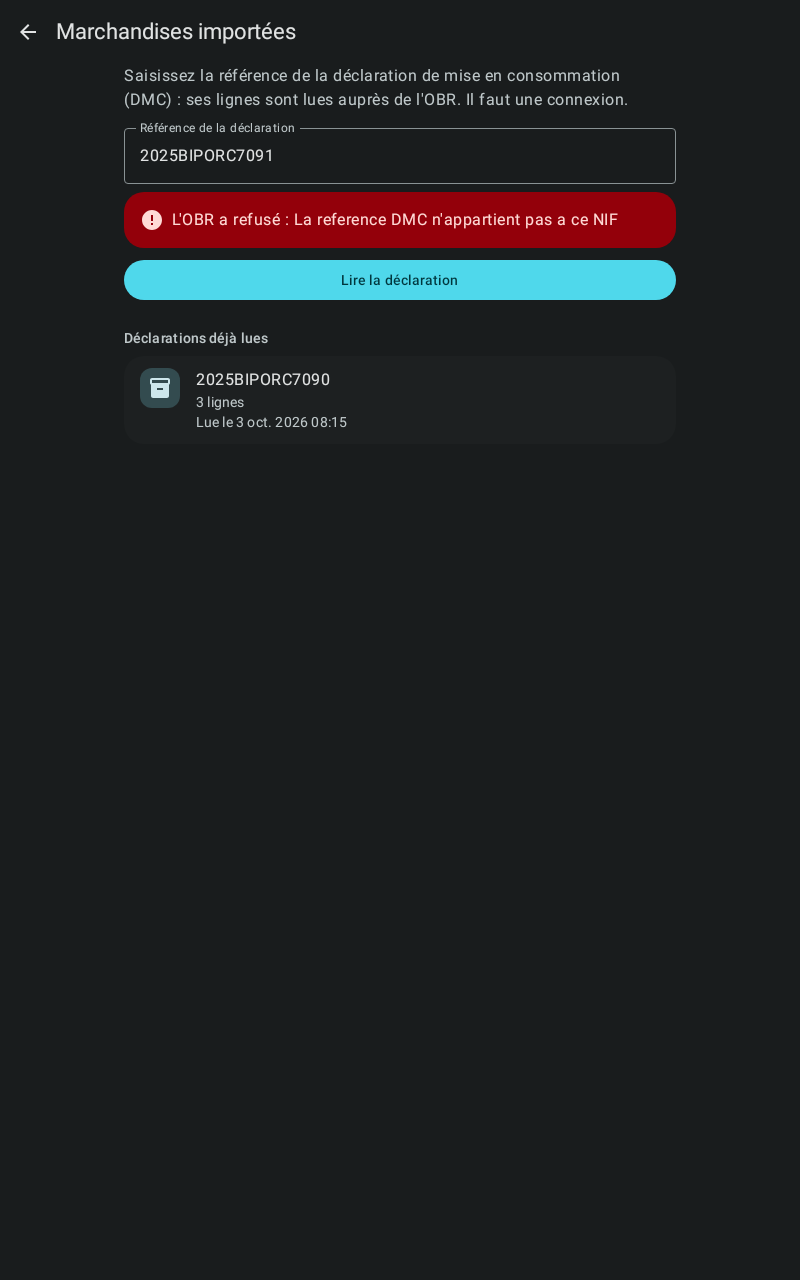 Marchandises importées
Saisissez la référence de la déclaration de mise en consommation
(DMC) : ses lignes sont lues auprès de l'OBR. Il faut une connexion.
Référence de la déclaration
2025BIPORC7091
L'OBR a refusé : La reference DMC n'appartient pas a ce NIF
Lire la déclaration
Déclarations déjà lues
2025BIPORC7090
3 lignes
Lue le 3 oct. 2026 08:15